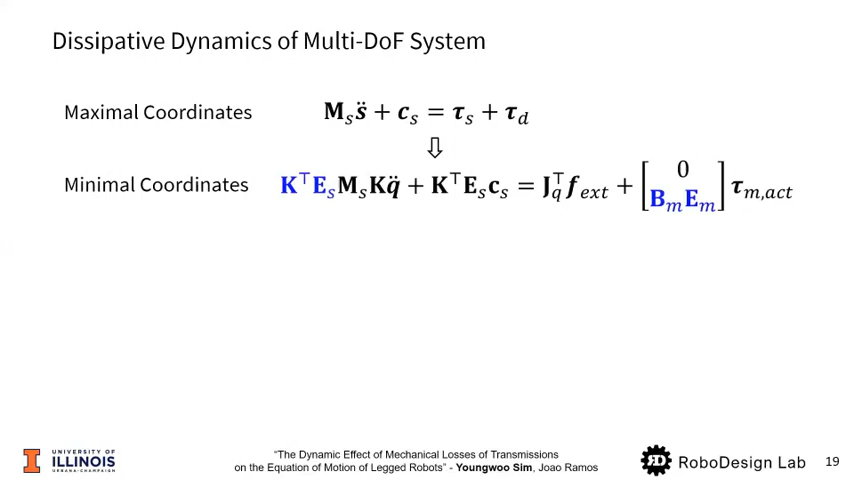 Dissipative Dynamics of Multi-DoF System
Maximal Coordinates M_s s̈ + c_s = τ_s + τ_d
⇩
Minimal Coordinates K^⊤E_s M_s K q̈ + K^⊤E_s c_s = J_q^⊤ f_ext + [0; B_m E_m] τ_m,act
UNIVERSITY OF
ILLINOIS
URBANA-CHAMPAIGN
"The Dynamic Effect of Mechanical Losses of Transmissions
on the Equation of Motion of Legged Robots" - Youngwoo Sim, Joao Ramos
RoboDesign Lab
19